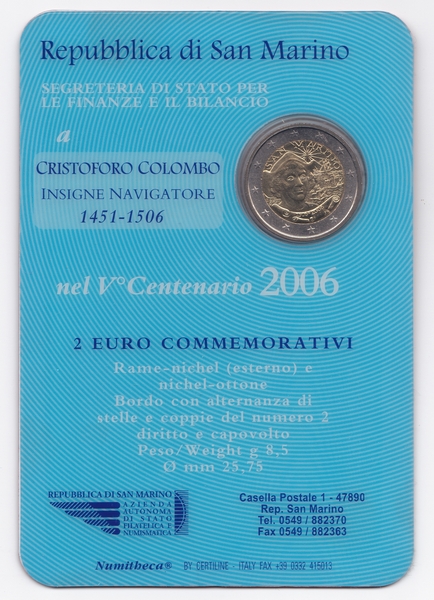 Repubblica di San Marino
SEGRETERIA DI STATO PER
LE FINANZE E IL BILANCIO
a
CRISTOFORO COLOMBO
INSIGNE NAVIGATORE
1451-1506
SAN MARINO
nel V°Centenario 2006
2 EURO COMMEMORATIVI
Rame-nichel (esterno) e
nichel-ottone
Bordo con alternanza di
stelle e coppie del numero 2
diritto e capovolto
Peso/Weight g 8,5
Ø mm 25,75
REPUBBLICA DI SAN MARINO
AZIENDA
AUTONOMA
DI STATO
FILATELICA E
NUMISMATICA
Casella Postale 1 - 47890
Rep. San Marino
Tel. 0549 / 882370
Fax 0549 / 882363
Numitheca® BY CERTILINE - ITALY FAX +39 0332 415013